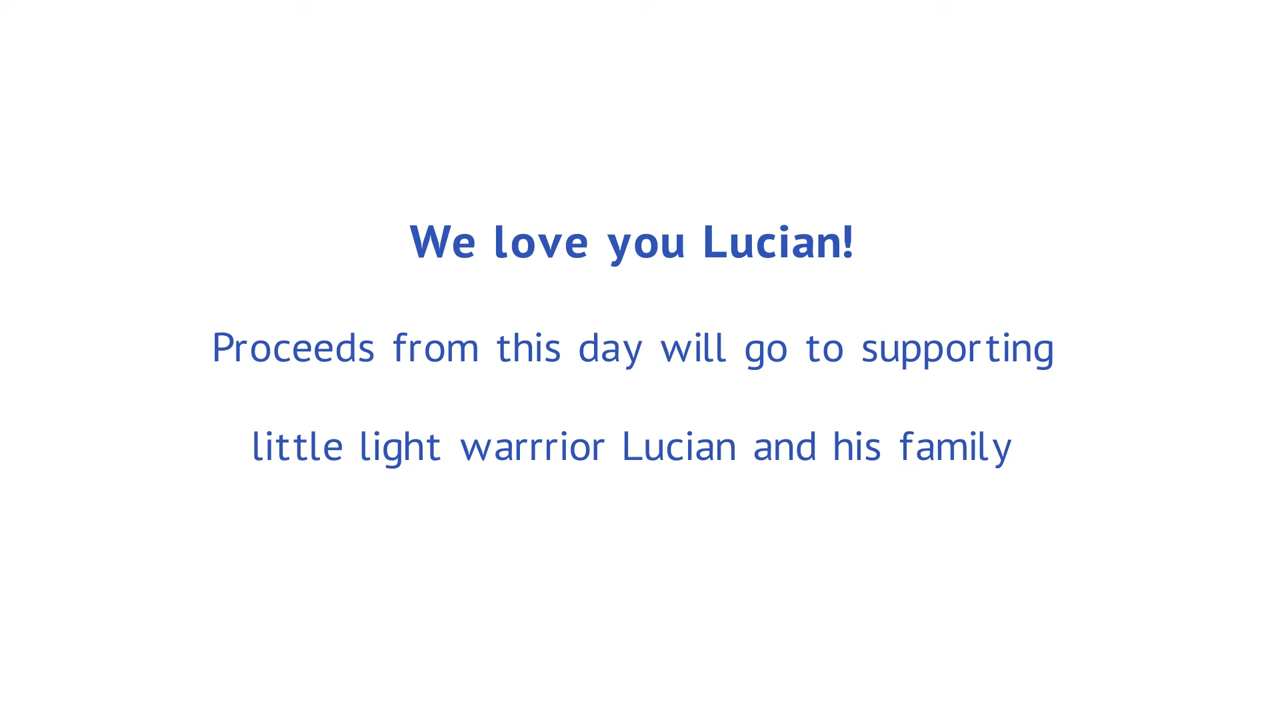 We love you Lucian!
Proceeds from this day will go to supporting
little light warrrior Lucian and his family